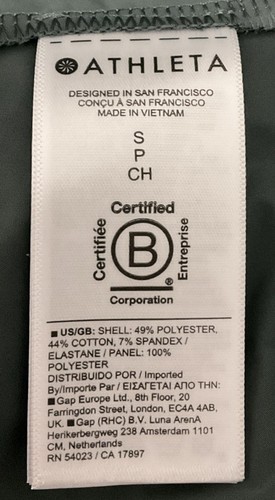 ATHLETA
DESIGNED IN SAN FRANCISCO
CONÇU À SAN FRANCISCO
MADE IN VIETNAM
S
P
CH
Certified
Certifiée
B
®
Entreprise
Corporation
■ US/GB: SHELL: 49% POLYESTER,
44% COTTON, 7% SPANDEX /
ELASTANE / PANEL: 100%
POLYESTER
DISTRIBUIDO POR / Imported
By/Importe Par / ΕΙΣΑΓΕΤΑΙ ΑΠΟ ΤΗΝ:
■ Gap Europe Ltd., 8th Floor, 20
Farringdon Street, London, EC4A 4AB,
UK. ■ Gap (RHC) B.V. Luna ArenA
Herikerbergweg 238 Amsterdam 1101
CM, Netherlands
RN 54023 / CA 17897